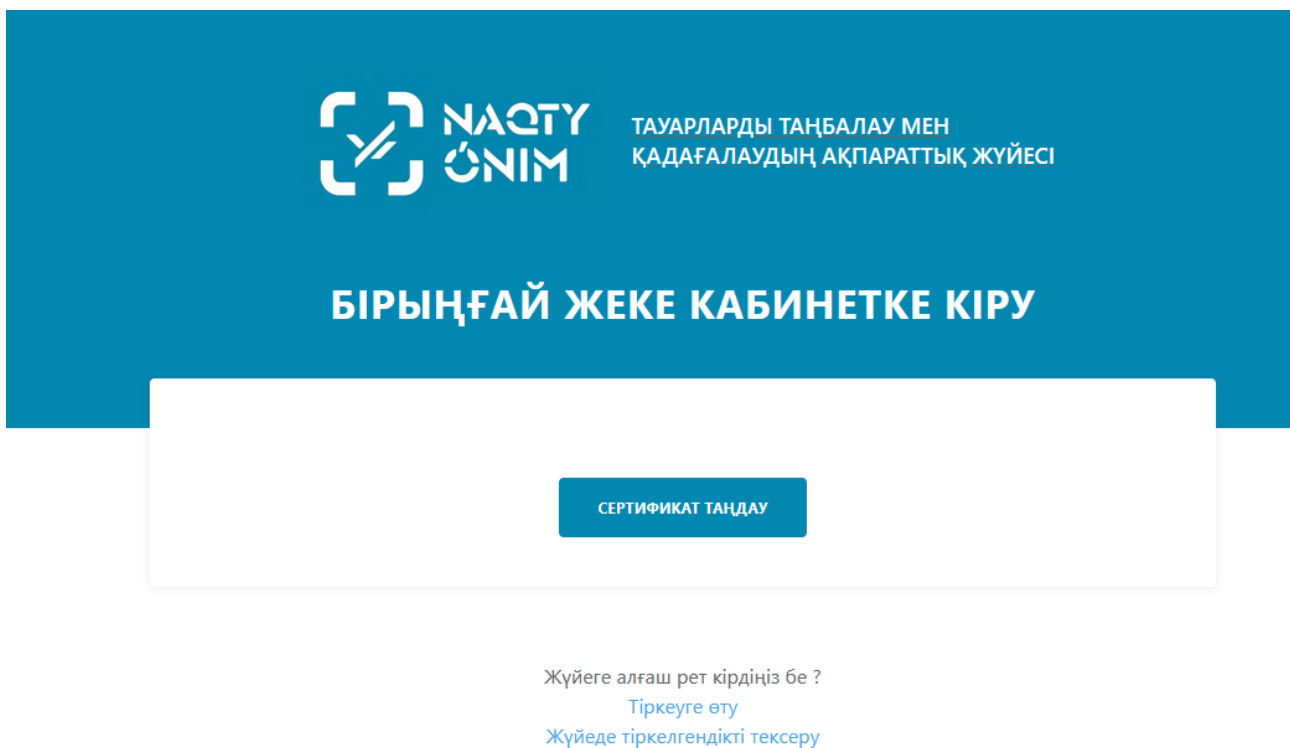 NAQTY
ÓNIM
ТАУАРЛАРДЫ ТАҢБАЛАУ МЕН
ҚАДАҒАЛАУДЫҢ АҚПАРАТТЫҚ ЖҮЙЕСІ
БІРЫҢҒАЙ ЖЕКЕ КАБИНЕТКЕ КІРУ
СЕРТИФИКАТ ТАҢДАУ
Жүйеге алғаш рет кірдіңіз бе ?
Тіркеуге өту
Жүйеде тіркелгендікті тексеру